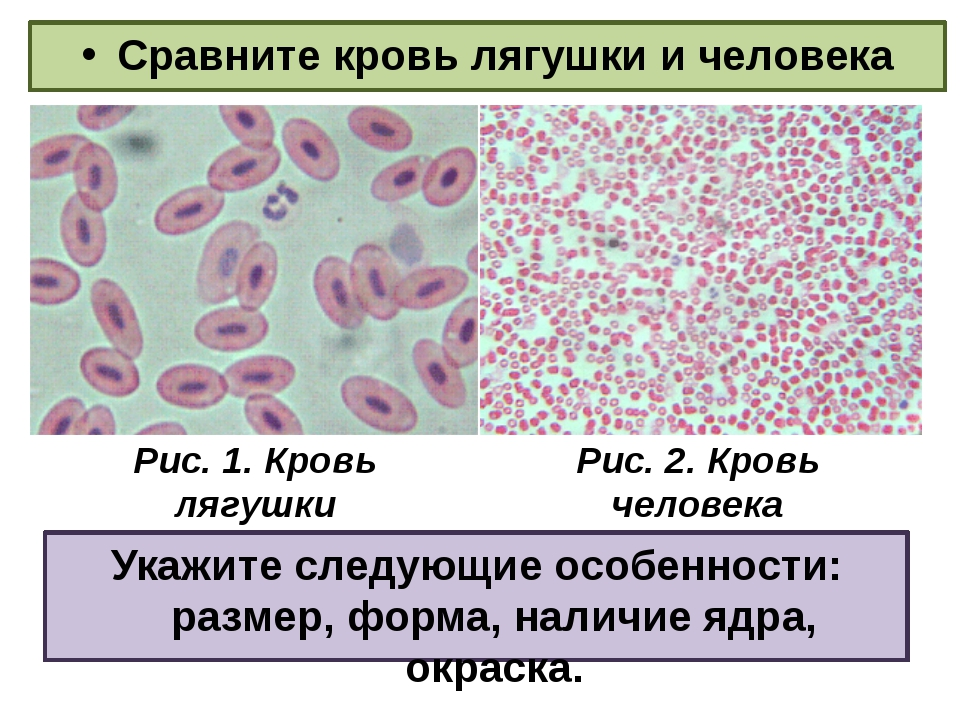 • Сравните кровь лягушки и человека
Рис. 1. Кровь
лягушки
Рис. 2. Кровь
человека
Укажите следующие особенности:
размер, форма, наличие ядра,
окраска.